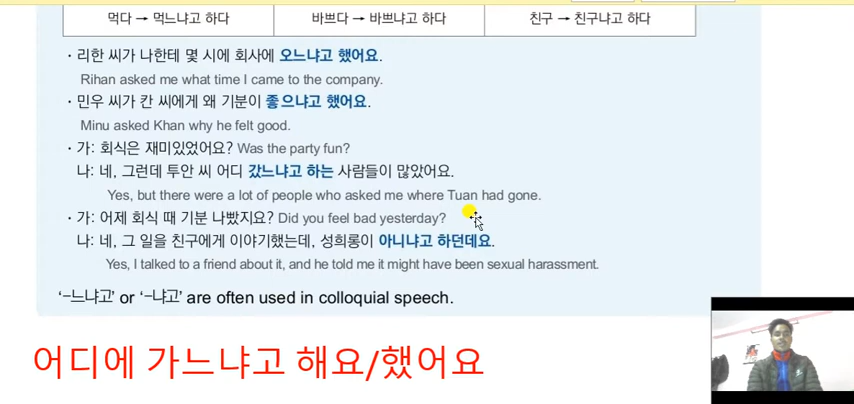 먹다 → 먹느냐고 하다
바쁘다 → 바쁘냐고 하다
친구 → 친구냐고 하다
· 리한 씨가 나한테 몇 시에 회사에 오느냐고 했어요.
Rihan asked me what time I came to the company.
· 민우 씨가 칸 씨에게 왜 기분이 좋으냐고 했어요.
Minu asked Khan why he felt good.
· 가: 회식은 재미있었어요? Was the party fun?
나: 네, 그런데 투안 씨 어디 갔느냐고 하는 사람들이 많았어요.
Yes, but there were a lot of people who asked me where Tuan had gone.
· 가: 어제 회식 때 기분 나빴지요? Did you feel bad yesterday?
나: 네, 그 일을 친구에게 이야기했는데, 성희롱이 아니냐고 하던데요.
Yes, I talked to a friend about it, and he told me it might have been sexual harassment.
‘-느냐고’ or ‘-냐고’ are often used in colloquial speech.
어디에 가느냐고 해요/했어요